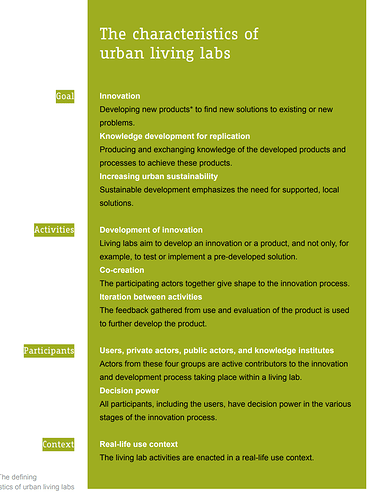 The characteristics of
urban living labs
Goal
Innovation
Developing new products* to find new solutions to existing or new
problems.
Knowledge development for replication
Producing and exchanging knowledge of the developed products and
processes to achieve these products.
Increasing urban sustainability
Sustainable development emphasizes the need for supported, local
solutions.
Activities
Development of innovation
Living labs aim to develop an innovation or a product, and not only, for
example, to test or implement a pre-developed solution.
Co-creation
The participating actors together give shape to the innovation process.
Iteration between activities
The feedback gathered from use and evaluation of the product is used
to further develop the product.
Participants
Users, private actors, public actors, and knowledge institutes
Actors from these four groups are active contributors to the innovation
and development process taking place within a living lab.
Decision power
All participants, including the users, have decision power in the various
stages of the innovation process.
Context
Real-life use context
The living lab activities are enacted in a real-life use context.
The defining
stics of urban living labs